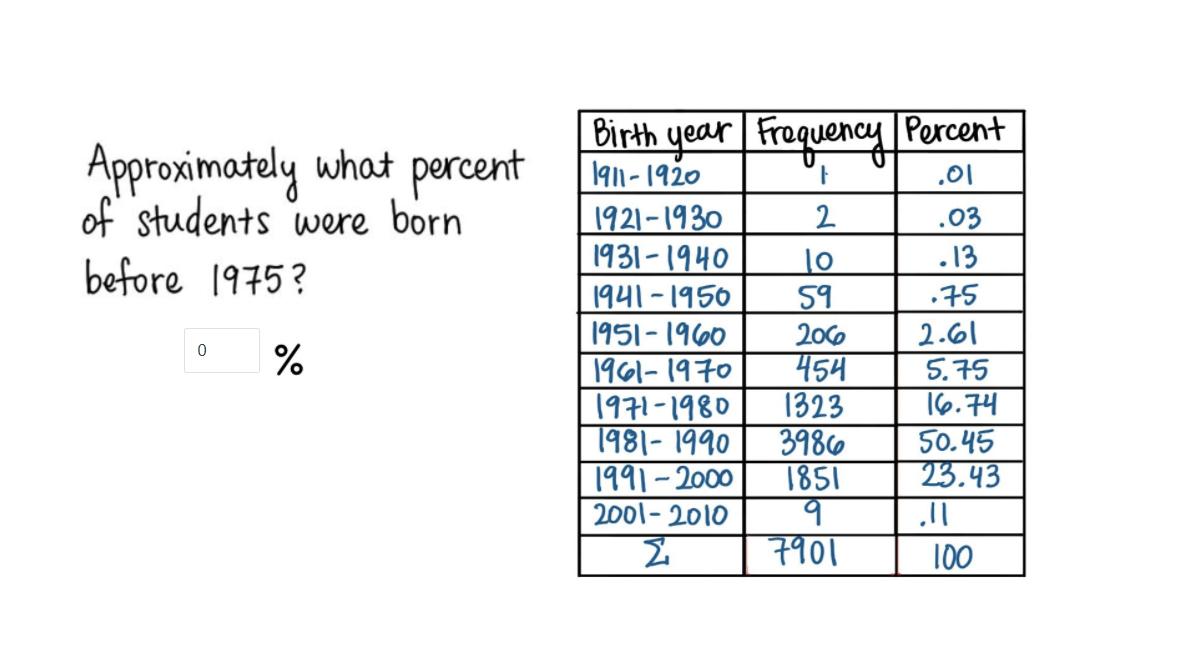 Approximately what percent
of students were born
before 1975?
0 %
Birth year Frequency Percent
1911-1920 1 .01
1921-1930 2 .03
1931-1940 10 .13
1941-1950 59 .75
1951-1960 206 2.61
1961-1970 454 5.75
1971-1980 1323 16.74
1981-1990 3986 50.45
1991-2000 1851 23.43
2001-2010 9 .11
Σ 7901 100